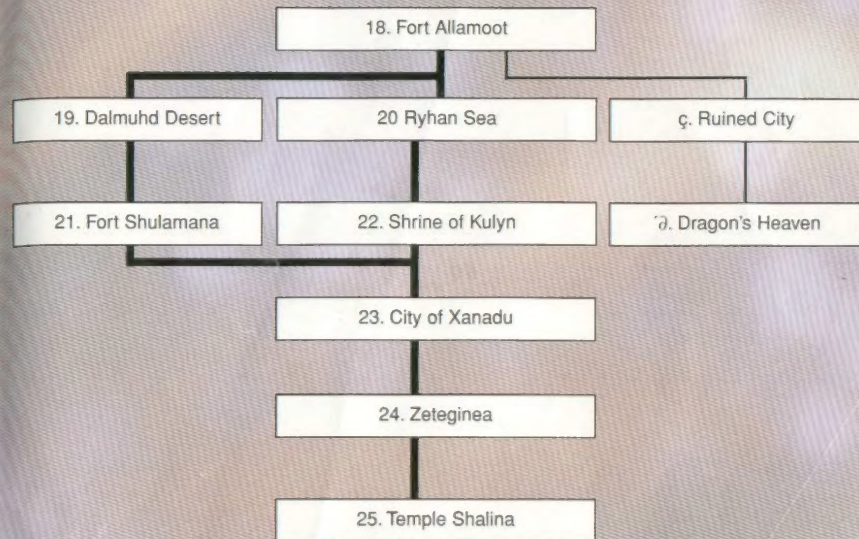 18. Fort Allamoot
19. Dalmuhd Desert
20 Ryhan Sea
ç. Ruined City
21. Fort Shulamana
22. Shrine of Kulyn
´∂. Dragon's Heaven
23. City of Xanadu
24. Zeteginea
25. Temple Shalina